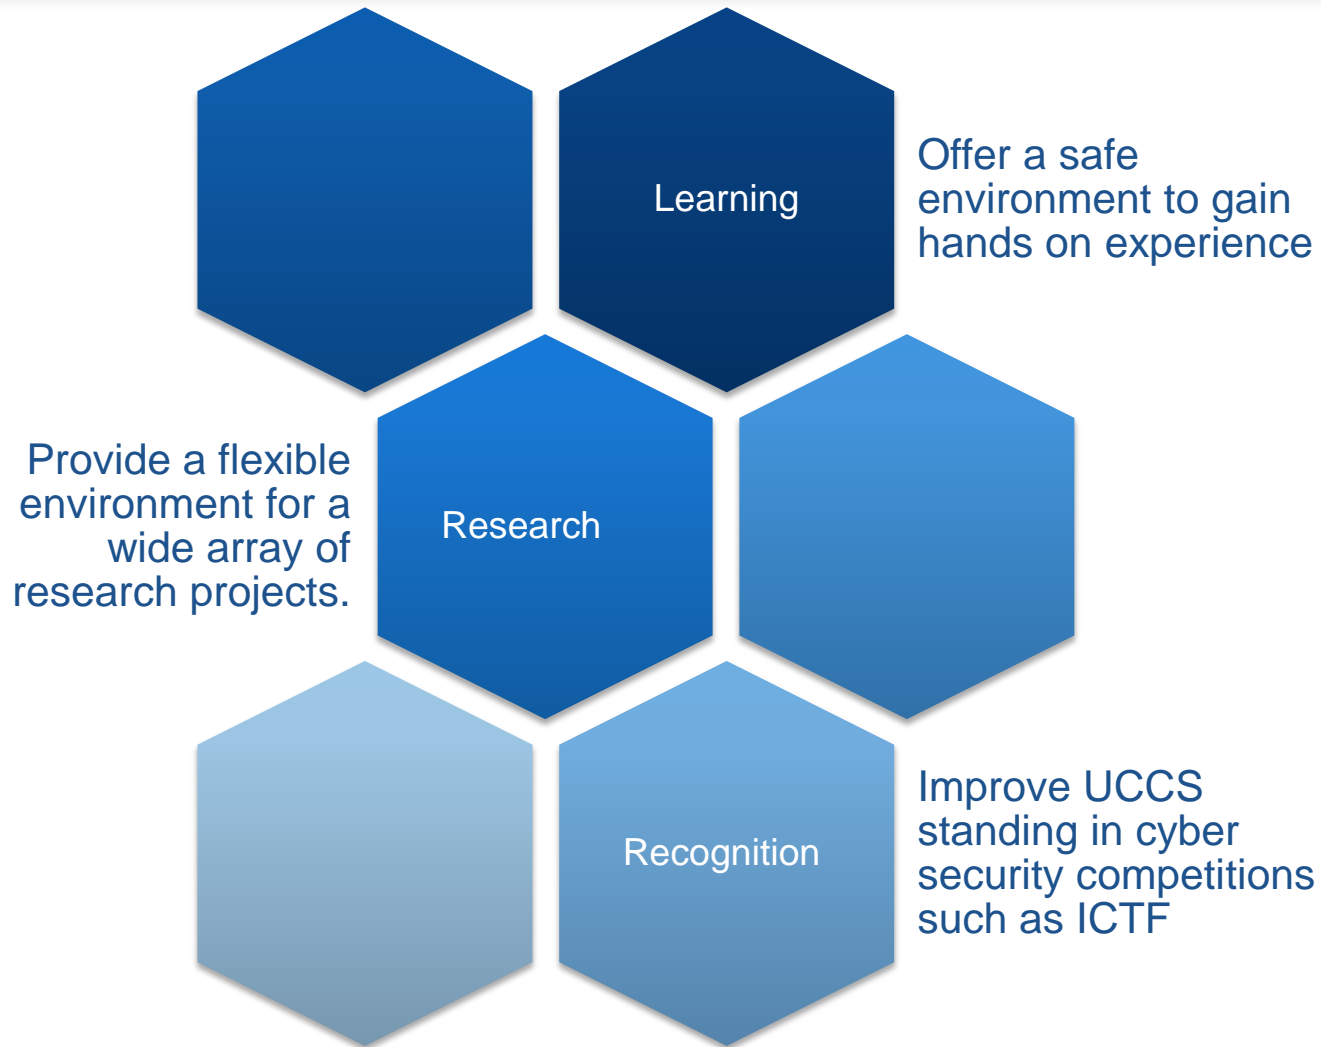 Learning
Offer a safe
environment to gain
hands on experience
Provide a flexible
environment for a
wide array of
research projects.
Research
Recognition
Improve UCCS
standing in cyber
security competitions
such as ICTF